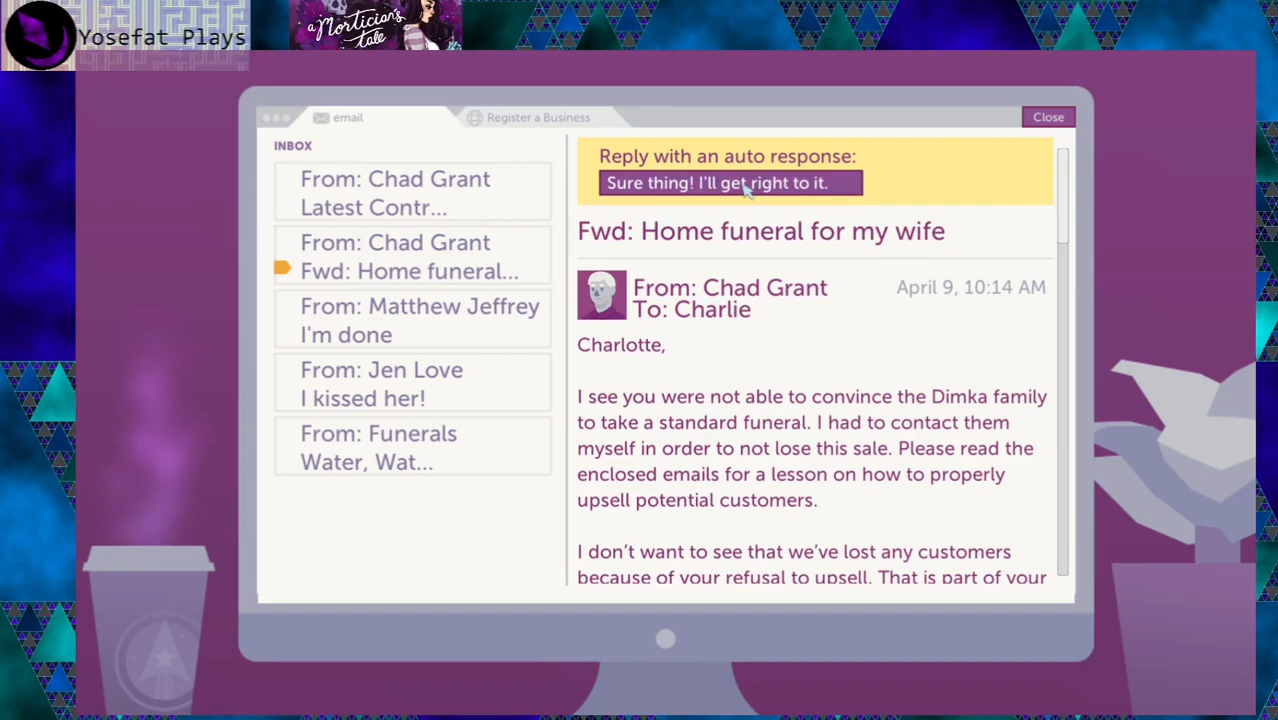 Yosefat Plays
a Mortician's
tale
email
Register a Business
Close
INBOX
From: Chad Grant
Latest Contr...
From: Chad Grant
Fwd: Home funeral...
From: Matthew Jeffrey
I'm done
From: Jen Love
I kissed her!
From: Funerals
Water, Wat...
Reply with an auto response:
Sure thing! I'll get right to it.
Fwd: Home funeral for my wife
From: Chad Grant
April 9, 10:14 AM
To: Charlie
Charlotte,
I see you were not able to convince the Dimka family
to take a standard funeral. I had to contact them
myself in order to not lose this sale. Please read the
enclosed emails for a lesson on how to properly
upsell potential customers.
I don't want to see that we've lost any customers
because of your refusal to upsell. That is part of your